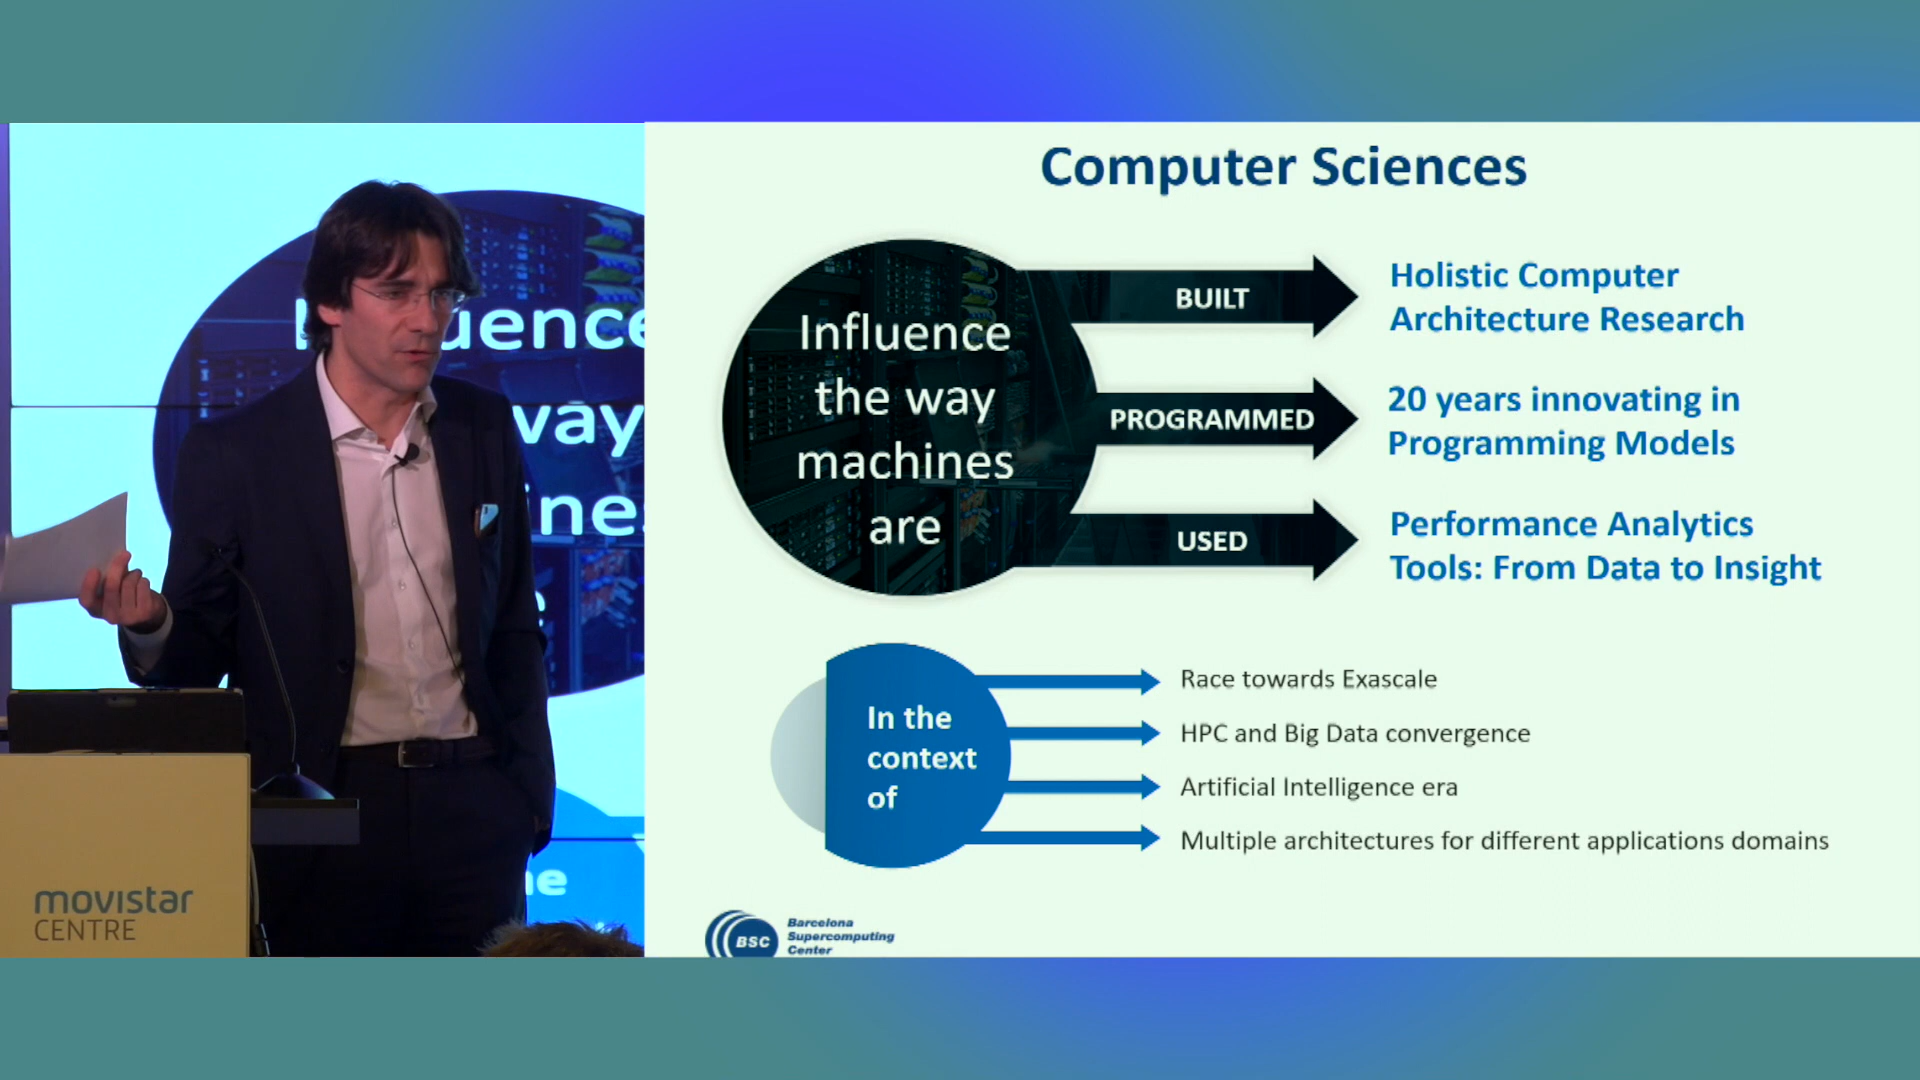 Computer Sciences
Influence
the way
machines
are
BUILT
Holistic Computer
Architecture Research
PROGRAMMED
20 years innovating in
Programming Models
USED
Performance Analytics
Tools: From Data to Insight
In the
context
of
Race towards Exascale
HPC and Big Data convergence
Artificial Intelligence era
Multiple architectures for different applications domains
BSC
Barcelona
Supercomputing
Center
movistar
CENTRE